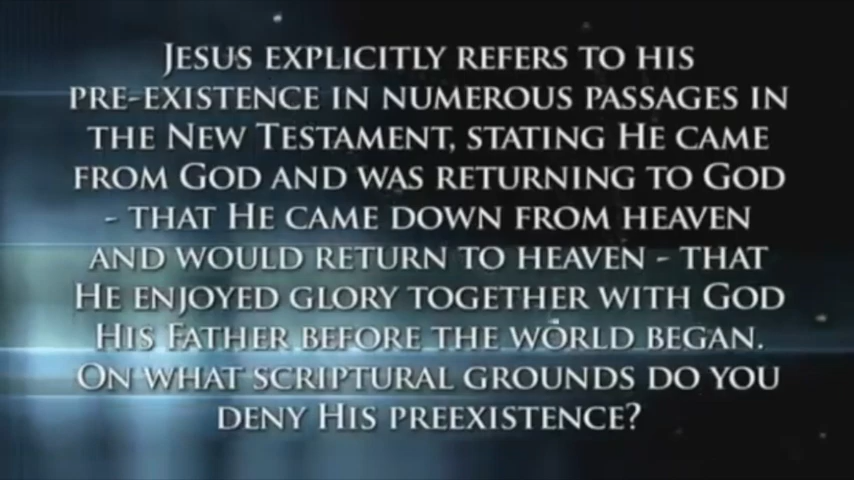 Jesus explicitly refers to his
pre-existence in numerous passages in
the New Testament, stating He came
from God and was returning to God
- that He came down from heaven
and would return to heaven - that
He enjoyed glory together with God
His Father before the world began.
On what scriptural grounds do you
deny His preexistence?